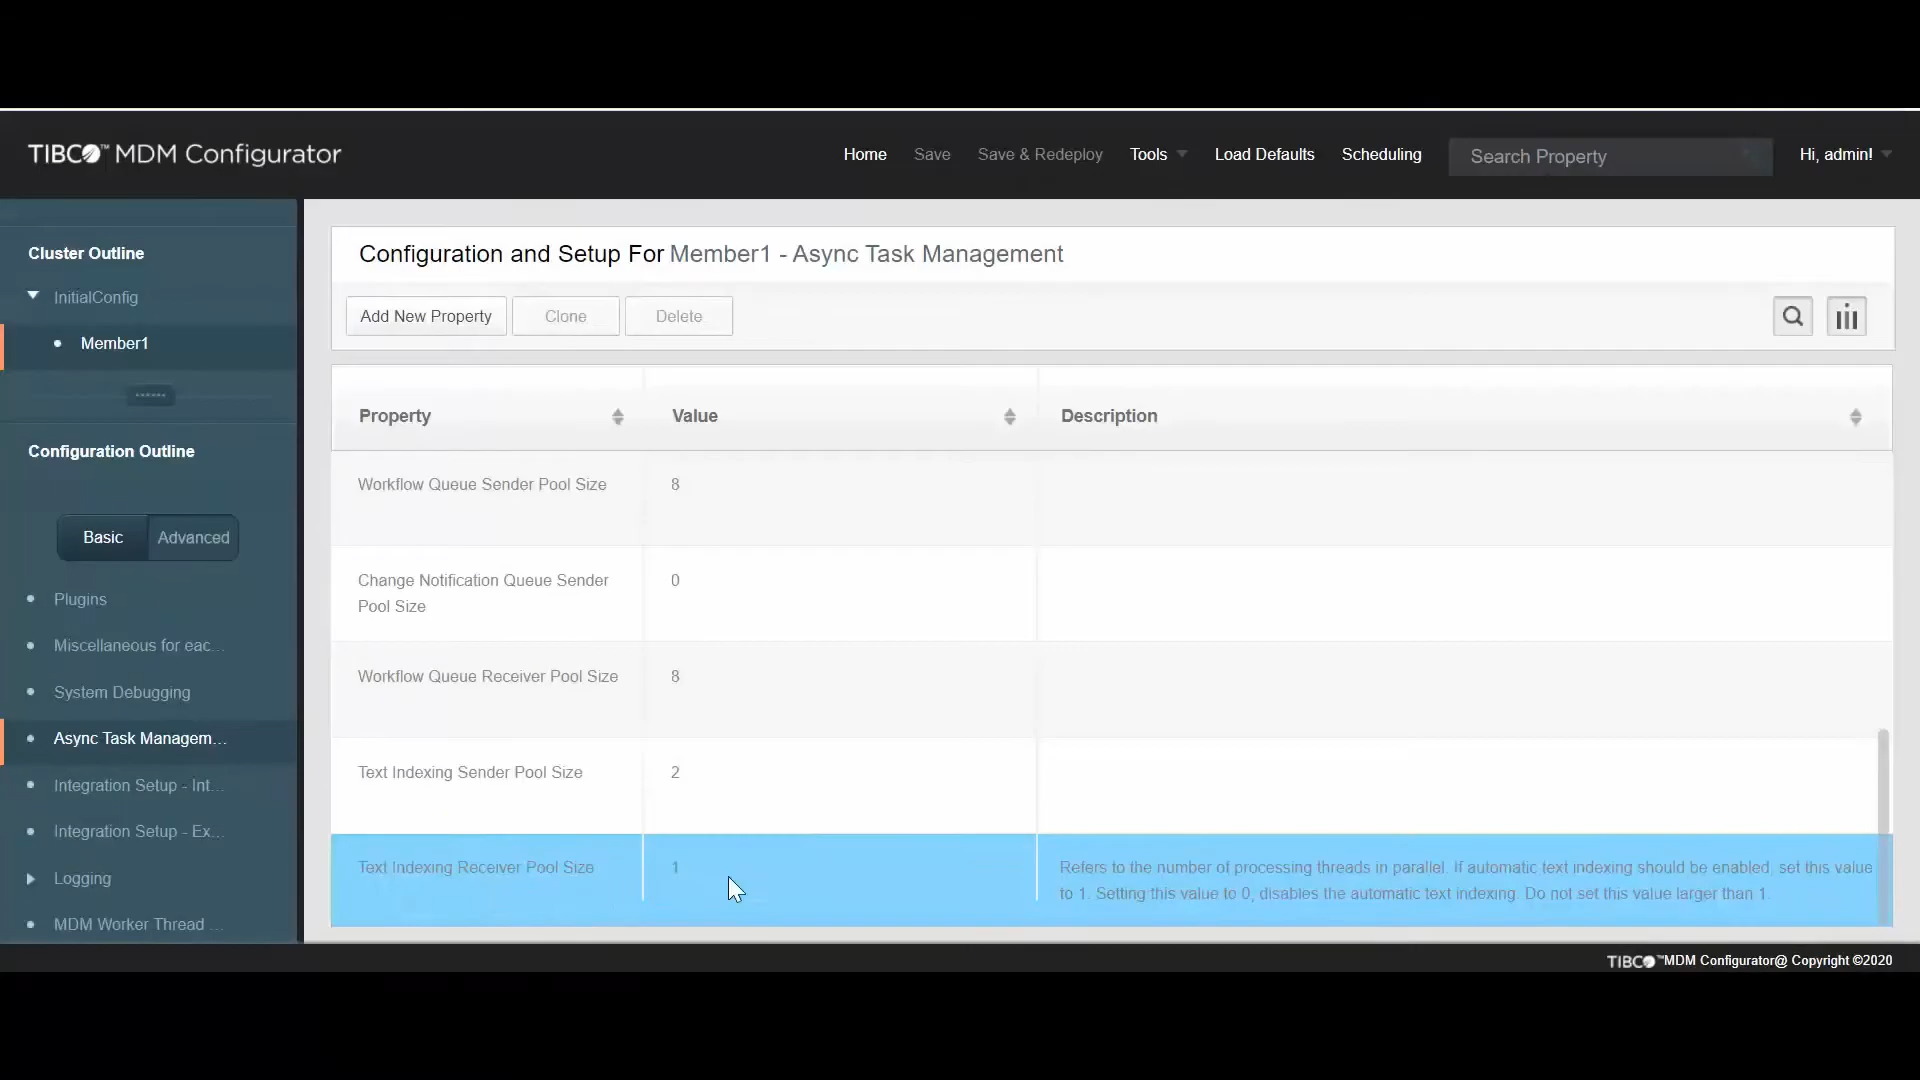 TIBCO™ MDM Configurator
Home Save Save & Redeploy Tools Load Defaults Scheduling Search Property Hi, admin!
Cluster Outline
InitialConfig
Member1
Configuration Outline
Basic Advanced
Plugins
Miscellaneous for eac...
System Debugging
Async Task Managem...
Integration Setup - Int...
Integration Setup - Ex...
Logging
MDM Worker Thread ...
Configuration and Setup For Member1 - Async Task Management
Add New Property Clone Delete
Property Value Description
Workflow Queue Sender Pool Size 8
Change Notification Queue Sender 0
Pool Size
Workflow Queue Receiver Pool Size 8
Text Indexing Sender Pool Size 2
Text Indexing Receiver Pool Size 1 Refers to the number of processing threads in parallel. If automatic text indexing should be enabled, set this value
to 1. Setting this value to 0, disables the automatic text indexing. Do not set this value larger than 1.
TIBCO™MDM Configurator@ Copyright ©2020